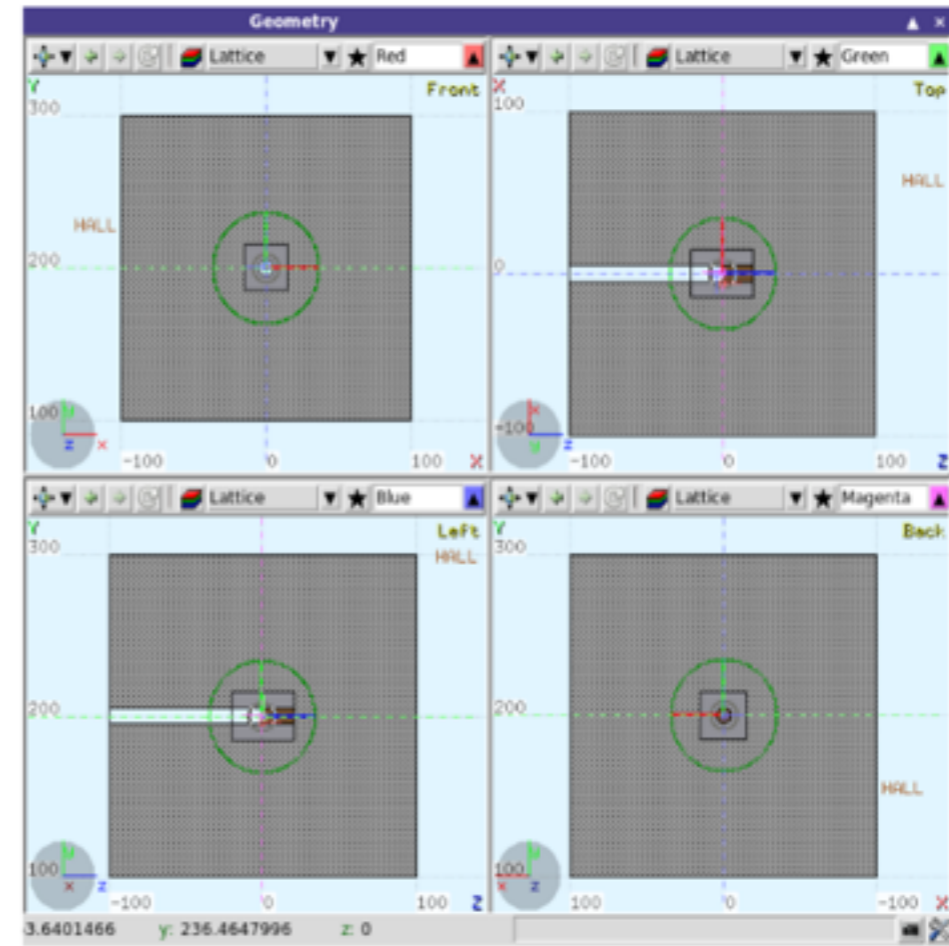 Geometry
Lattice Red
Lattice Green
Y
Front
300
HALL
200
100
y
z x
-100 0 100 X
X
Top
100
HALL
0
-100
x
z
y
-100 0 100 Z
Lattice Blue
Lattice Magenta
Y
Left
300
HALL
200
100
y
x z
-100 0 100 Z
Y
Back
300
200
HALL
100
y
x z
100 0 -100 X
3.6401466 y: 236.4647996 z: 0